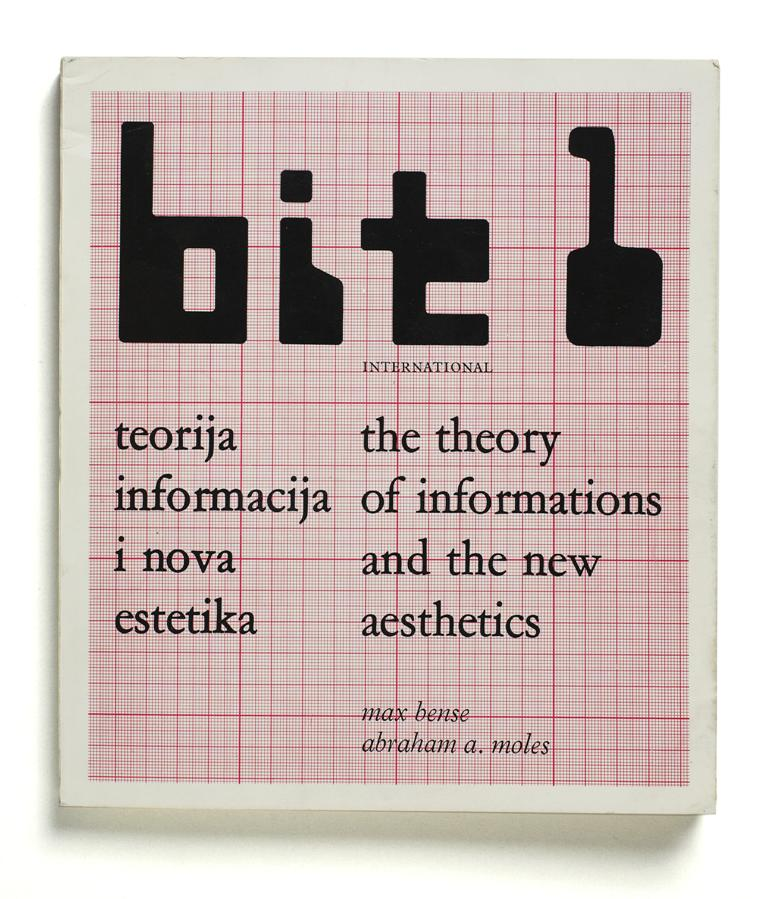 bit 1
INTERNATIONAL
teorija
informacija
i nova
estetika
the theory
of informations
and the new
aesthetics
max bense
abraham a. moles